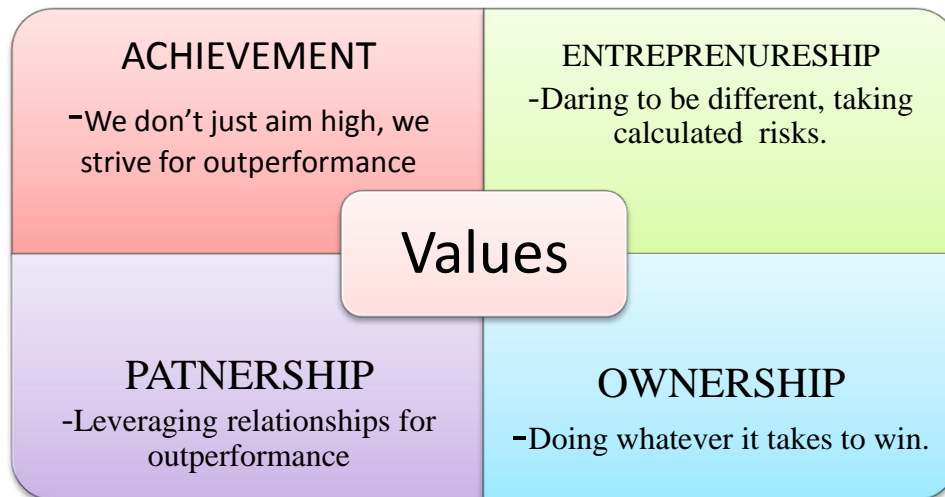 ACHIEVEMENT
-We don’t just aim high, we
strive for outperformance
ENTREPRENURESHIP
-Daring to be different, taking
calculated risks.
Values
PATNERSHIP
-Leveraging relationships for
outperformance
OWNERSHIP
-Doing whatever it takes to win.